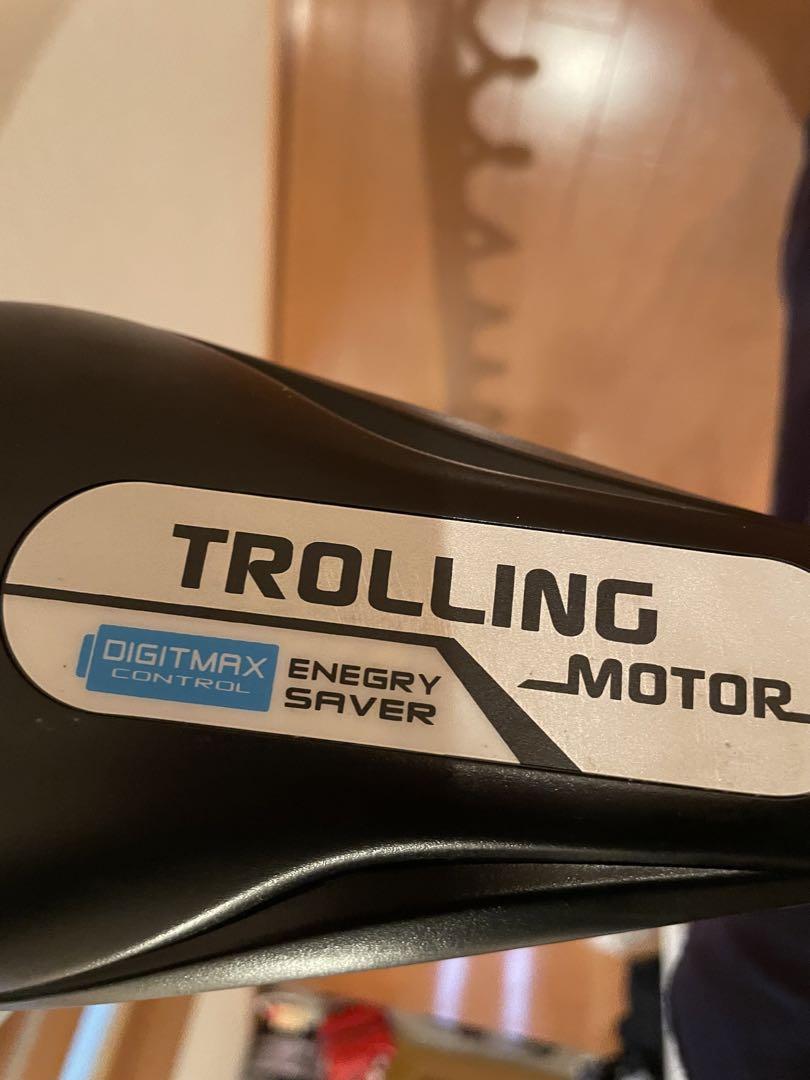 TROLLING
MOTOR
DIGITMAX
CONTROL
ENEGRY
SAVER